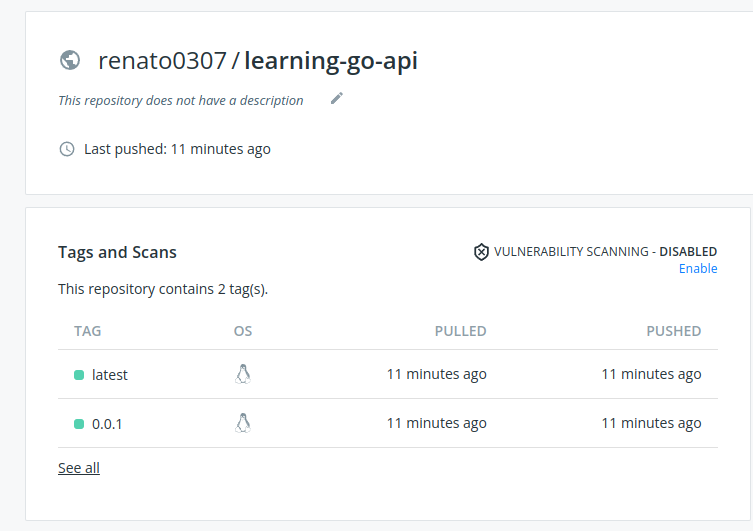 renato0307 / learning-go-api
This repository does not have a description
Last pushed: 11 minutes ago
Tags and Scans
VULNERABILITY SCANNING - DISABLED
Enable
This repository contains 2 tag(s).
TAG OS PULLED PUSHED
latest 11 minutes ago 11 minutes ago
0.0.1 11 minutes ago 11 minutes ago
See all